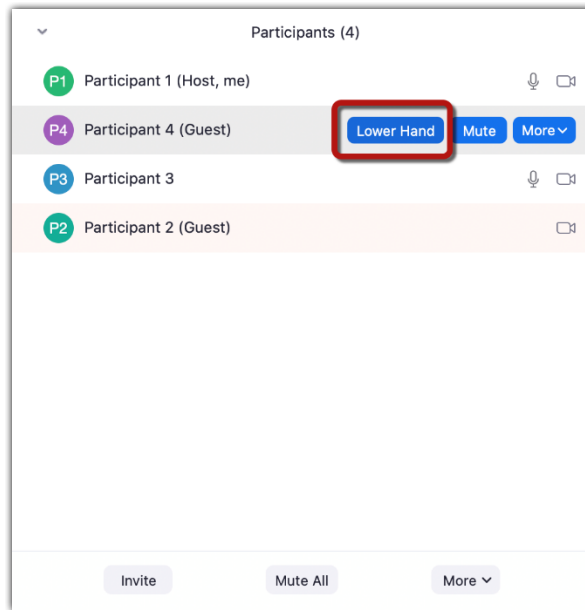 Participants (4)
P1 Participant 1 (Host, me)
P4 Participant 4 (Guest) Lower Hand Mute More
P3 Participant 3
P2 Participant 2 (Guest)
Invite Mute All More